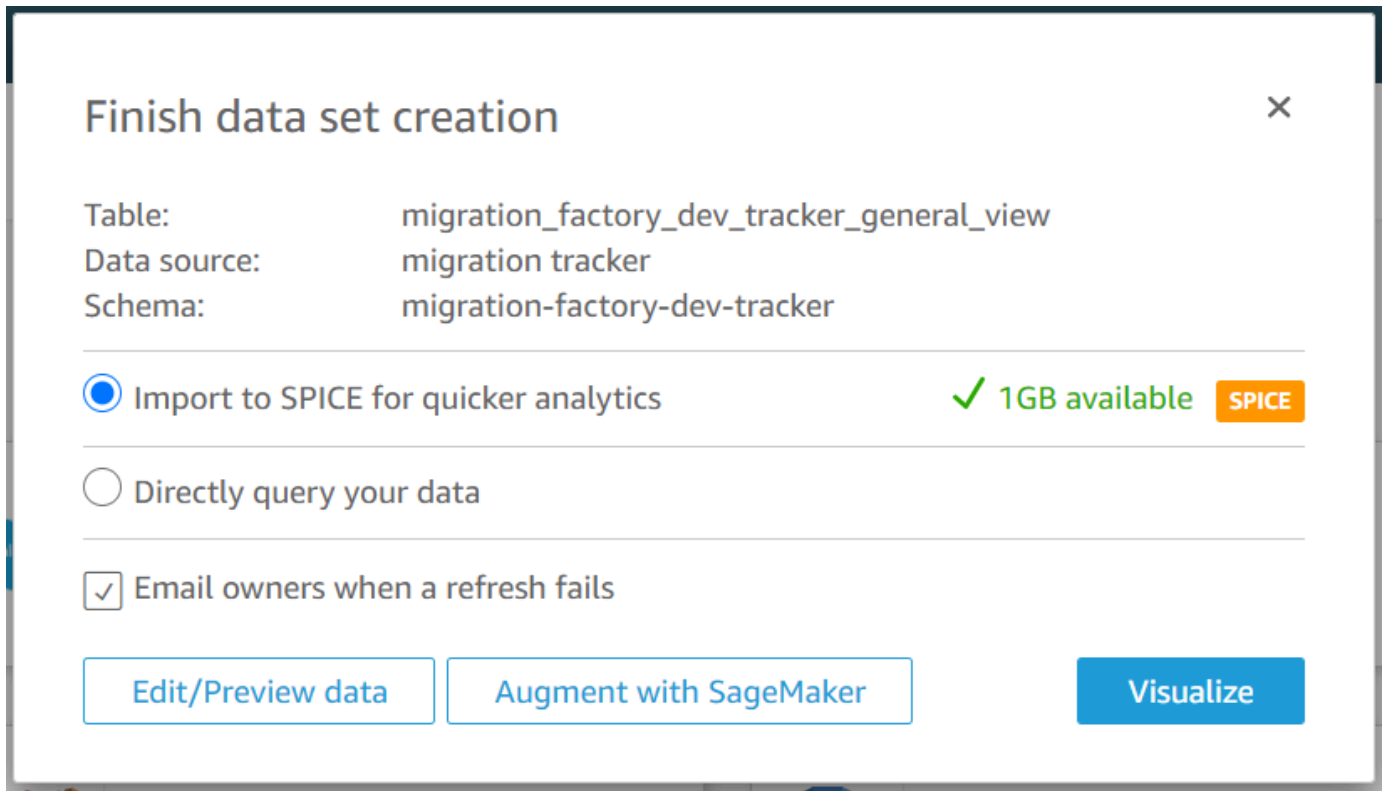 Finish data set creation
Table: migration_factory_dev_tracker_general_view
Data source: migration tracker
Schema: migration-factory-dev-tracker
Import to SPICE for quicker analytics 1GB available SPICE
Directly query your data
Email owners when a refresh fails
Edit/Preview data Augment with SageMaker Visualize